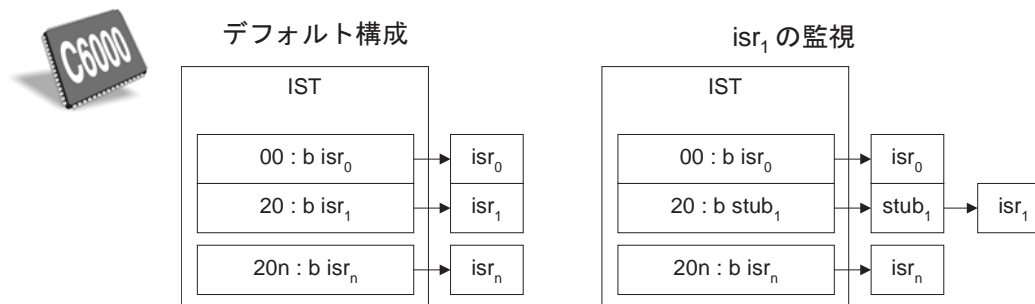 C6000
デフォルト構成
IST
00 : b isr0
isr0
20 : b isr1
isr1
20n : b isrn
isrn
isr1 の監視
IST
00 : b isr0
isr0
20 : b stub1
stub1
isr1
20n : b isrn
isrn